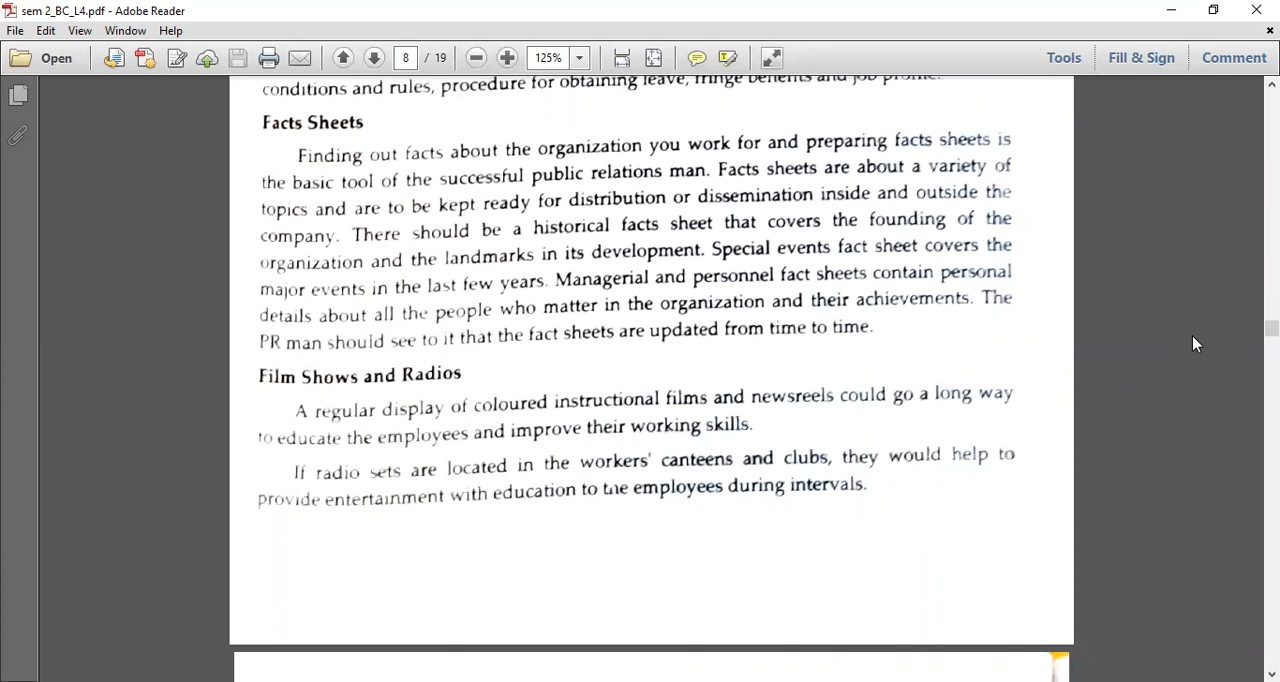 sem 2_BC_L4.pdf - Adobe Reader
File Edit View Window Help
Open 8 / 19 125% Tools Fill & Sign Comment
conditions and rules, procedure for obtaining leave, fringe benefits and job profile.
Facts Sheets
Finding out facts about the organization you work for and preparing facts sheets is
the basic tool of the successful public relations man. Facts sheets are about a variety of
topics and are to be kept ready for distribution or dissemination inside and outside the
company. There should be a historical facts sheet that covers the founding of the
organization and the landmarks in its development. Special events fact sheet covers the
major events in the last few years. Managerial and personnel fact sheets contain personal
details about all the people who matter in the organization and their achievements. The
PR man should see to it that the fact sheets are updated from time to time.
Film Shows and Radios
A regular display of coloured instructional films and newsreels could go a long way
to educate the employees and improve their working skills.
If radio sets are located in the workers' canteens and clubs, they would help to
provide entertainment with education to the employees during intervals.